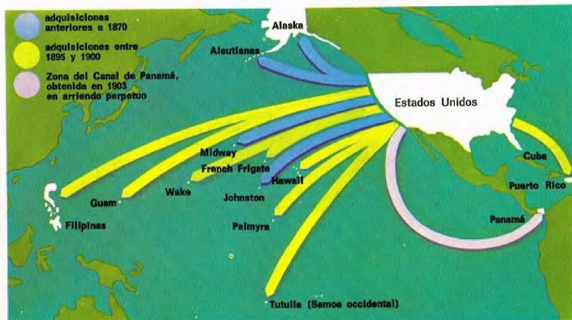 adquisiciones
anteriores a 1870
adquisiciones entre
1895 y 1900
Zona del Canal de Panamá,
obtenida en 1903
en arriendo perpetuo
Alaska
Aleutianas
Estados Unidos
Midway
French Frigate
Hawaii
Wake
Johnston
Guam
Palmyra
Filipinas
Cuba
Puerto Rico
Panamá
Tutuila (Samoa occidental)